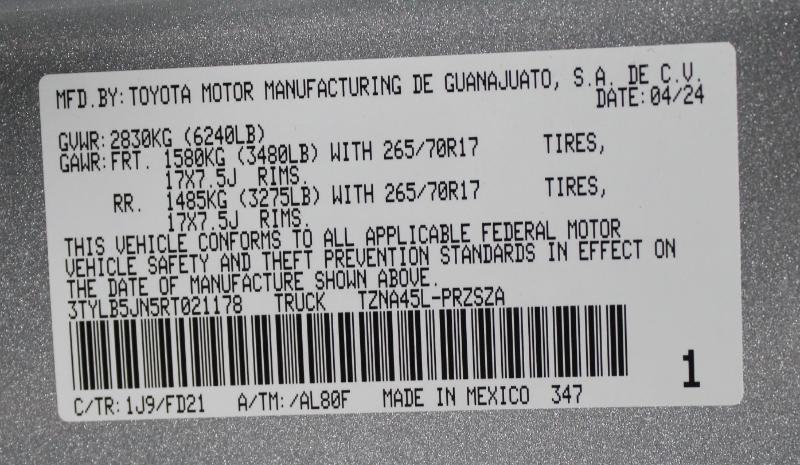 MFD.BY:TOYOTA MOTOR MANUFACTURING DE GUANAJUATO, S.A. DE C.V.
DATE:04/24
GVWR:2830KG (6240LB)
GAWR:FRT. 1580KG (3480LB) WITH 265/70R17 TIRES,
17X7.5J RIMS.
RR. 1485KG (3275LB) WITH 265/70R17 TIRES,
17X7.5J RIMS.
THIS VEHICLE CONFORMS TO ALL APPLICABLE FEDERAL MOTOR
VEHICLE SAFETY AND THEFT PREVENTION STANDARDS IN EFFECT ON
THE DATE OF MANUFACTURE SHOWN ABOVE.
3TYLB5JN5RT021178 TRUCK TZNA45L-PRZSZA
1
C/TR:1J9/FD21 A/TM:/AL80F MADE IN MEXICO 347